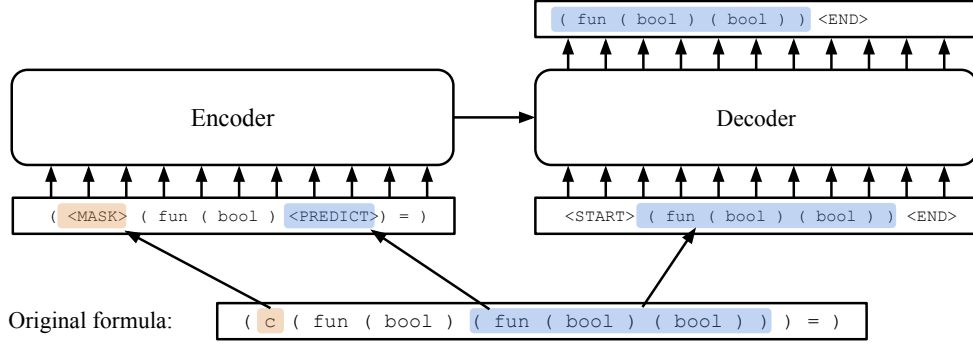 ( fun ( bool ) ( bool ) ) <END>
Encoder
Decoder
( <MASK> ( fun ( bool ) <PREDICT>) = )
<START> ( fun ( bool ) ( bool ) ) <END>
Original formula:
( c ( fun ( bool ) ( fun ( bool ) ( bool ) ) ) = )